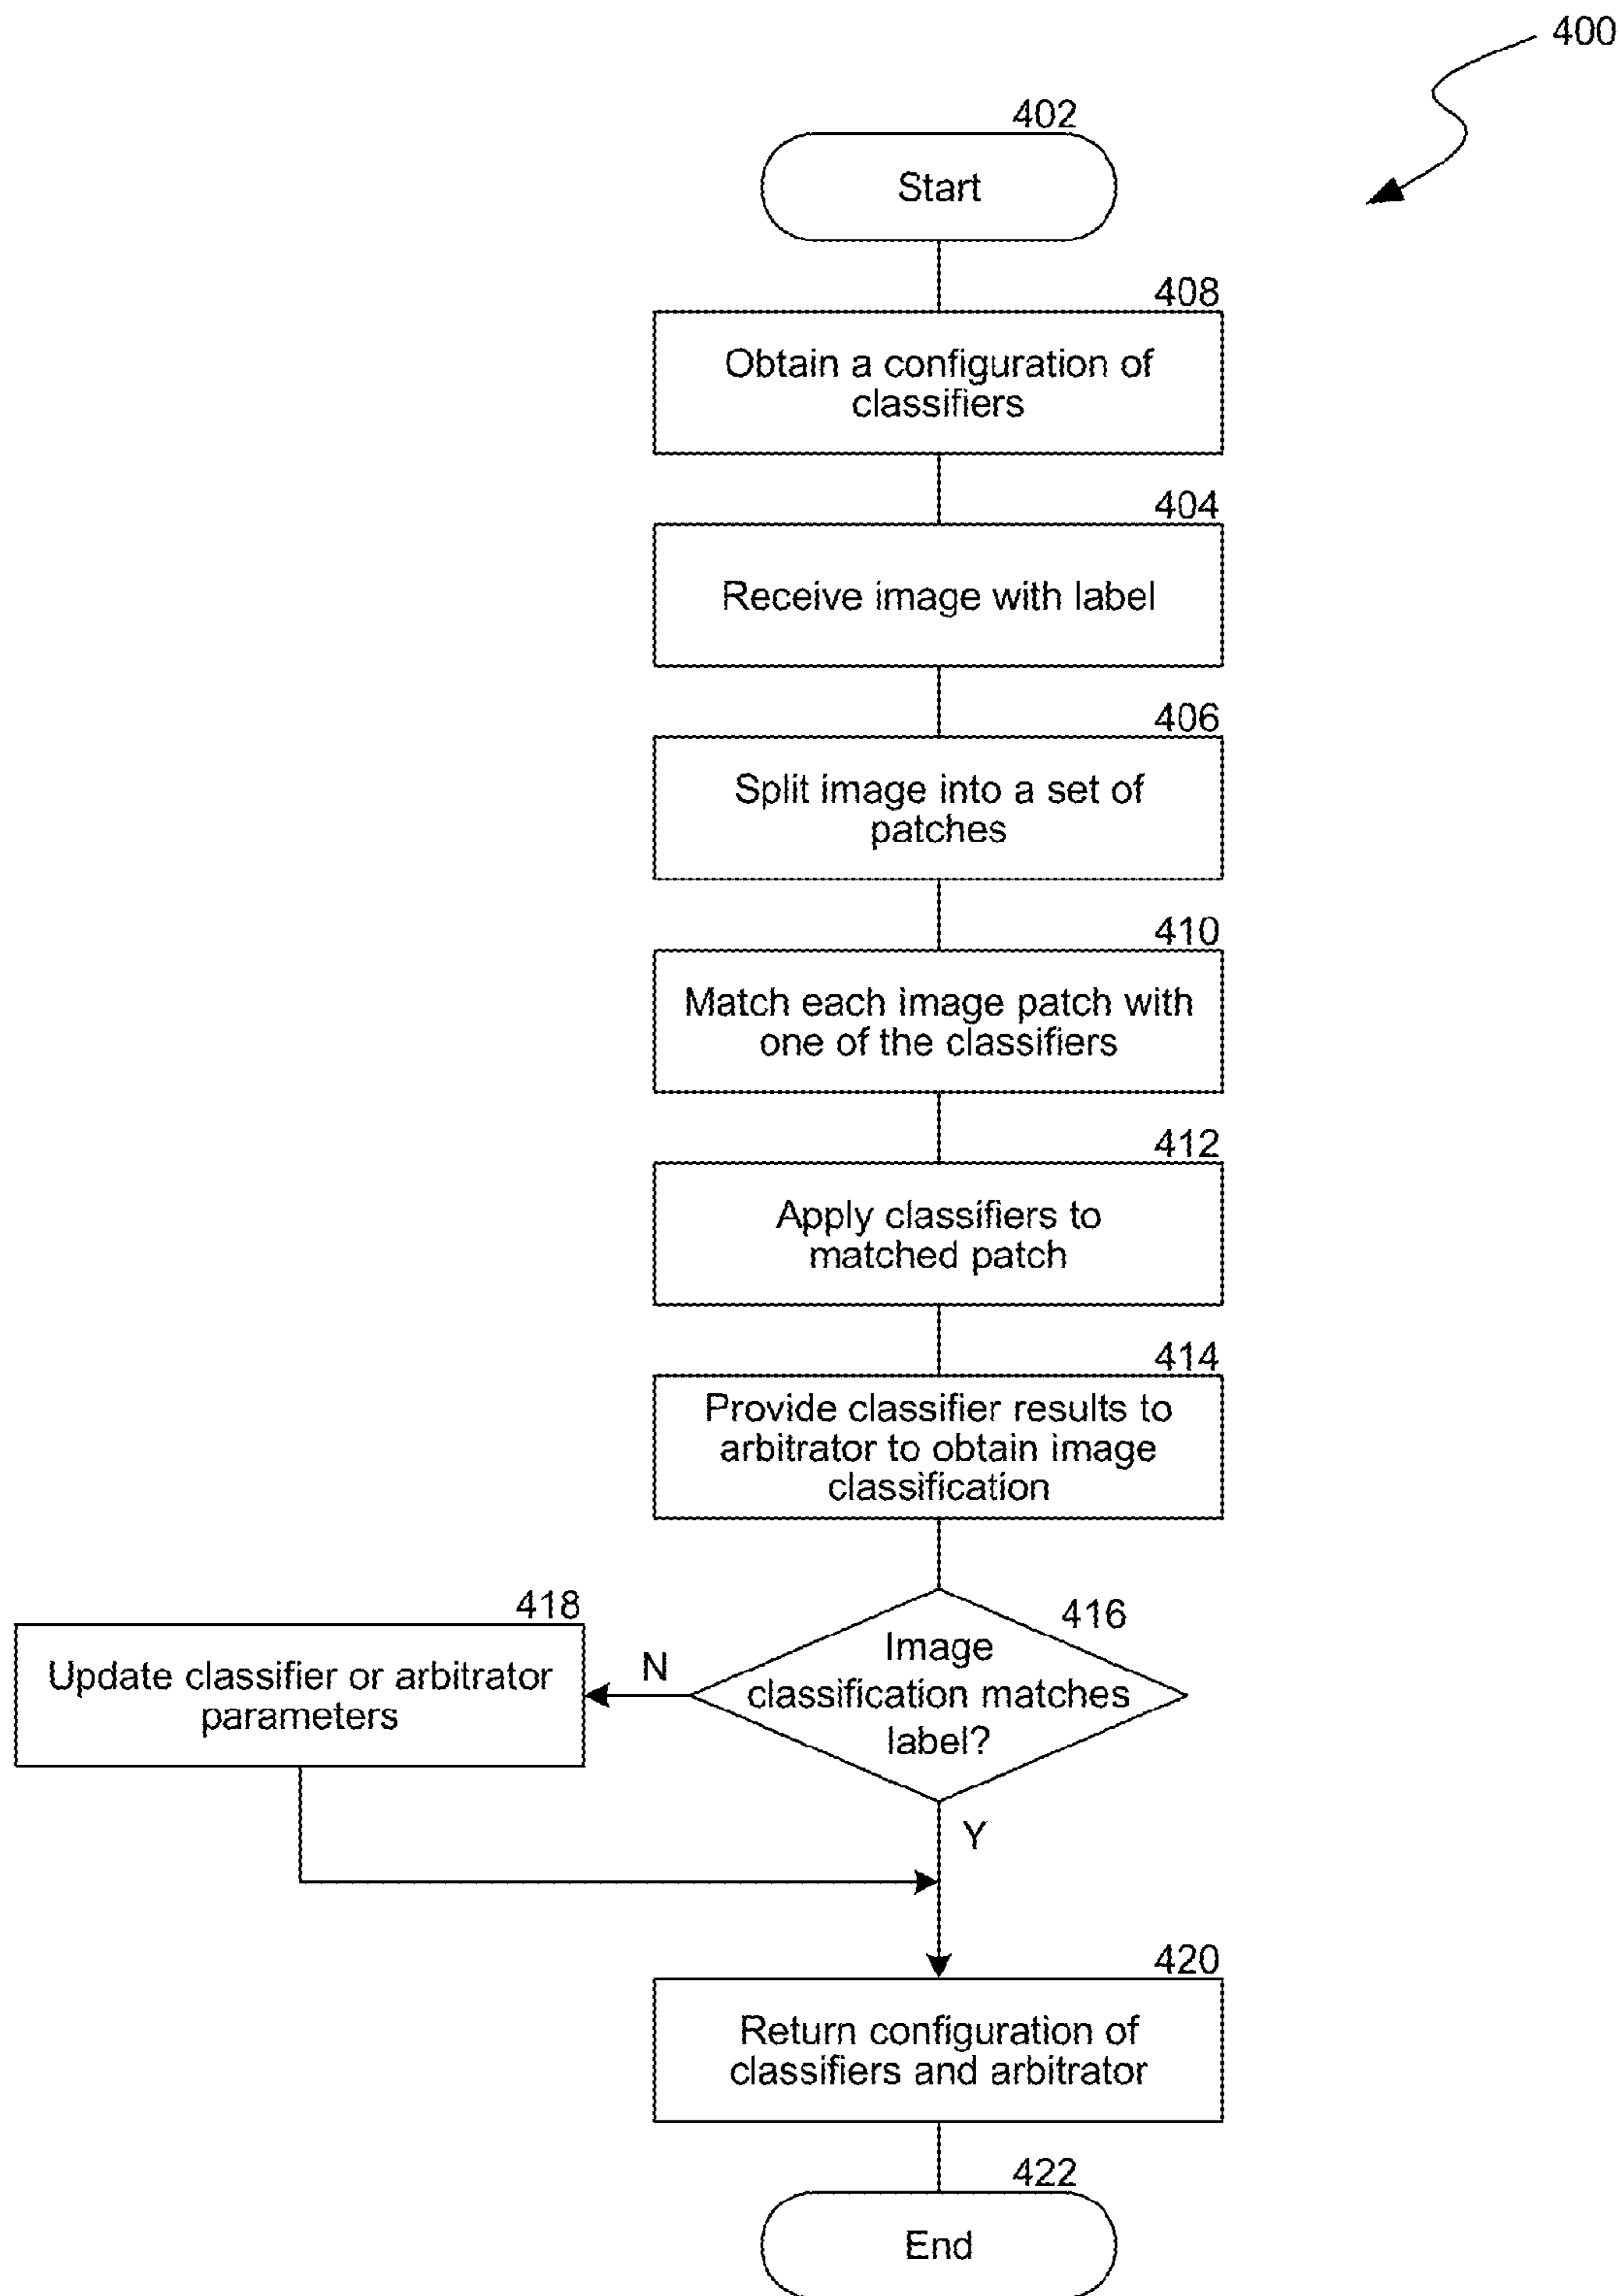 400
402
Start
408
Obtain a configuration of
classifiers
404
Receive image with label
406
Split image into a set of
patches
410
Match each image patch with
one of the classifiers
412
Apply classifiers to
matched patch
414
Provide classifier results to
arbitrator to obtain image
classification
416
Image
classification matches
label?
N
418
Update classifier or arbitrator
parameters
Y
420
Return configuration of
classifiers and arbitrator
422
End